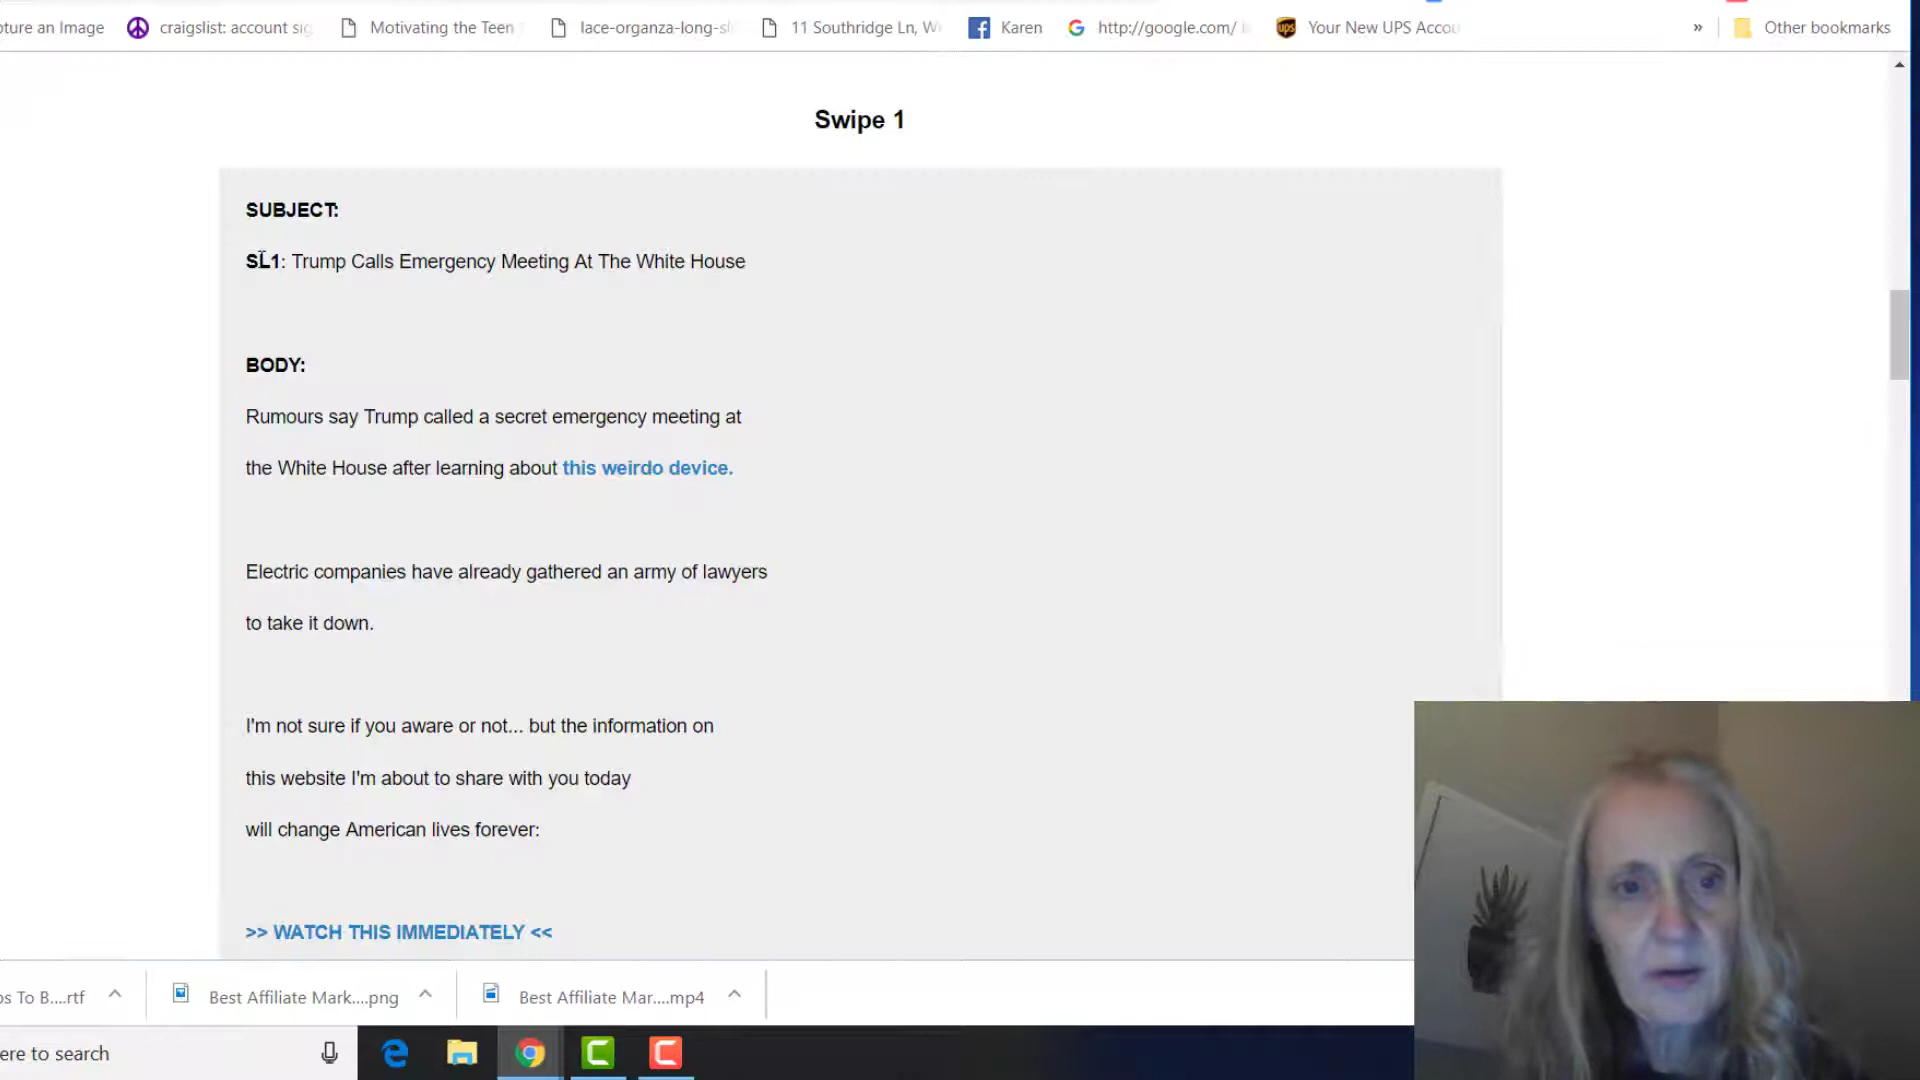 pture an Image craigslist: account sig Motivating the Teen lace-organza-long-sl 11 Southridge Ln, W Karen http://google.com/ Your New UPS Accou » Other bookmarks
Swipe 1
SUBJECT:
SL1: Trump Calls Emergency Meeting At The White House
BODY:
Rumours say Trump called a secret emergency meeting at
the White House after learning about this weirdo device.
Electric companies have already gathered an army of lawyers
to take it down.
I'm not sure if you aware or not... but the information on
this website I'm about to share with you today
will change American lives forever:
>> WATCH THIS IMMEDIATELY <<
ps To B....rtf Best Affiliate Mark....png Best Affiliate Mar....mp4
ere to search